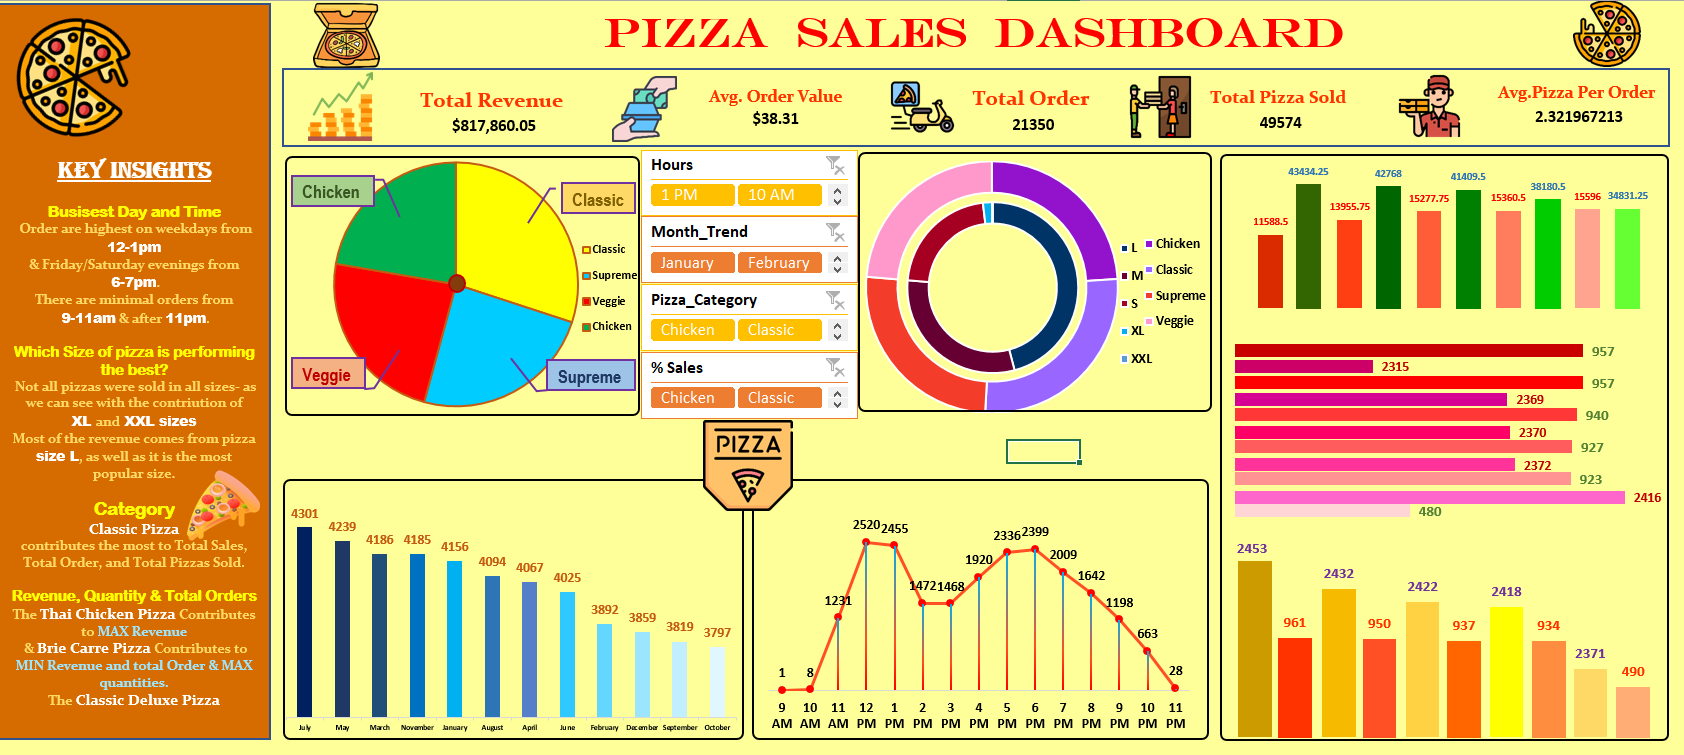 PIZZA SALES DASHBOARD
Total Revenue
$817,860.05
Avg. Order Value
$38.31
Total Order
21350
Total Pizza Sold
49574
Avg.Pizza Per Order
2.321967213
KEY INSIGHTS
Busisest Day and Time
Order are highest on weekdays from
12-1pm
& Friday/Saturday evenings from
6-7pm.
There are minimal orders from
9-11am & after 11pm.
Which Size of pizza is performing
the best?
Not all pizzas were sold in all sizes- as
we can see with the contriution of
XL and XXL sizes
Most of the revenue comes from pizza
size L, as well as it is the most
popular size.
Category
Classic Pizza
contributes the most to Total Sales,
Total Order, and Total Pizzas Sold.
Revenue, Quantity & Total Orders
The Thai Chicken Pizza Contributes
to MAX Revenue
& Brie Carre Pizza Contributes to
MIN Revenue and total Order & MAX
quantities.
The Classic Deluxe Pizza
Chicken
Classic
Veggie
Supreme
Classic
Supreme
Veggie
Chicken
Hours
1 PM 10 AM
Month_Trend
January February
Pizza_Category
Chicken Classic
% Sales
Chicken Classic
L
M
S
XL
XXL
Chicken
Classic
Supreme
Veggie
11588.5
43434.25
13955.75
42768
15277.75
41409.5
15360.5
38180.5
15596
34831.25
957
2315
957
2369
940
2370
927
2372
923
2416
480
PIZZA
4301
4239
4186
4185
4156
4094
4067
4025
3892
3859
3819
3797
July May March November January August April June February December September October
1
8
1231
2520
2455
1472
1468
1920
2336
2399
2009
1642
1198
663
28
9 10 11 12 1 2 3 4 5 6 7 8 9 10 11
AM AM AM PM PM PM PM PM PM PM PM PM PM PM PM
2453
961
2432
950
2422
937
2418
934
2371
490